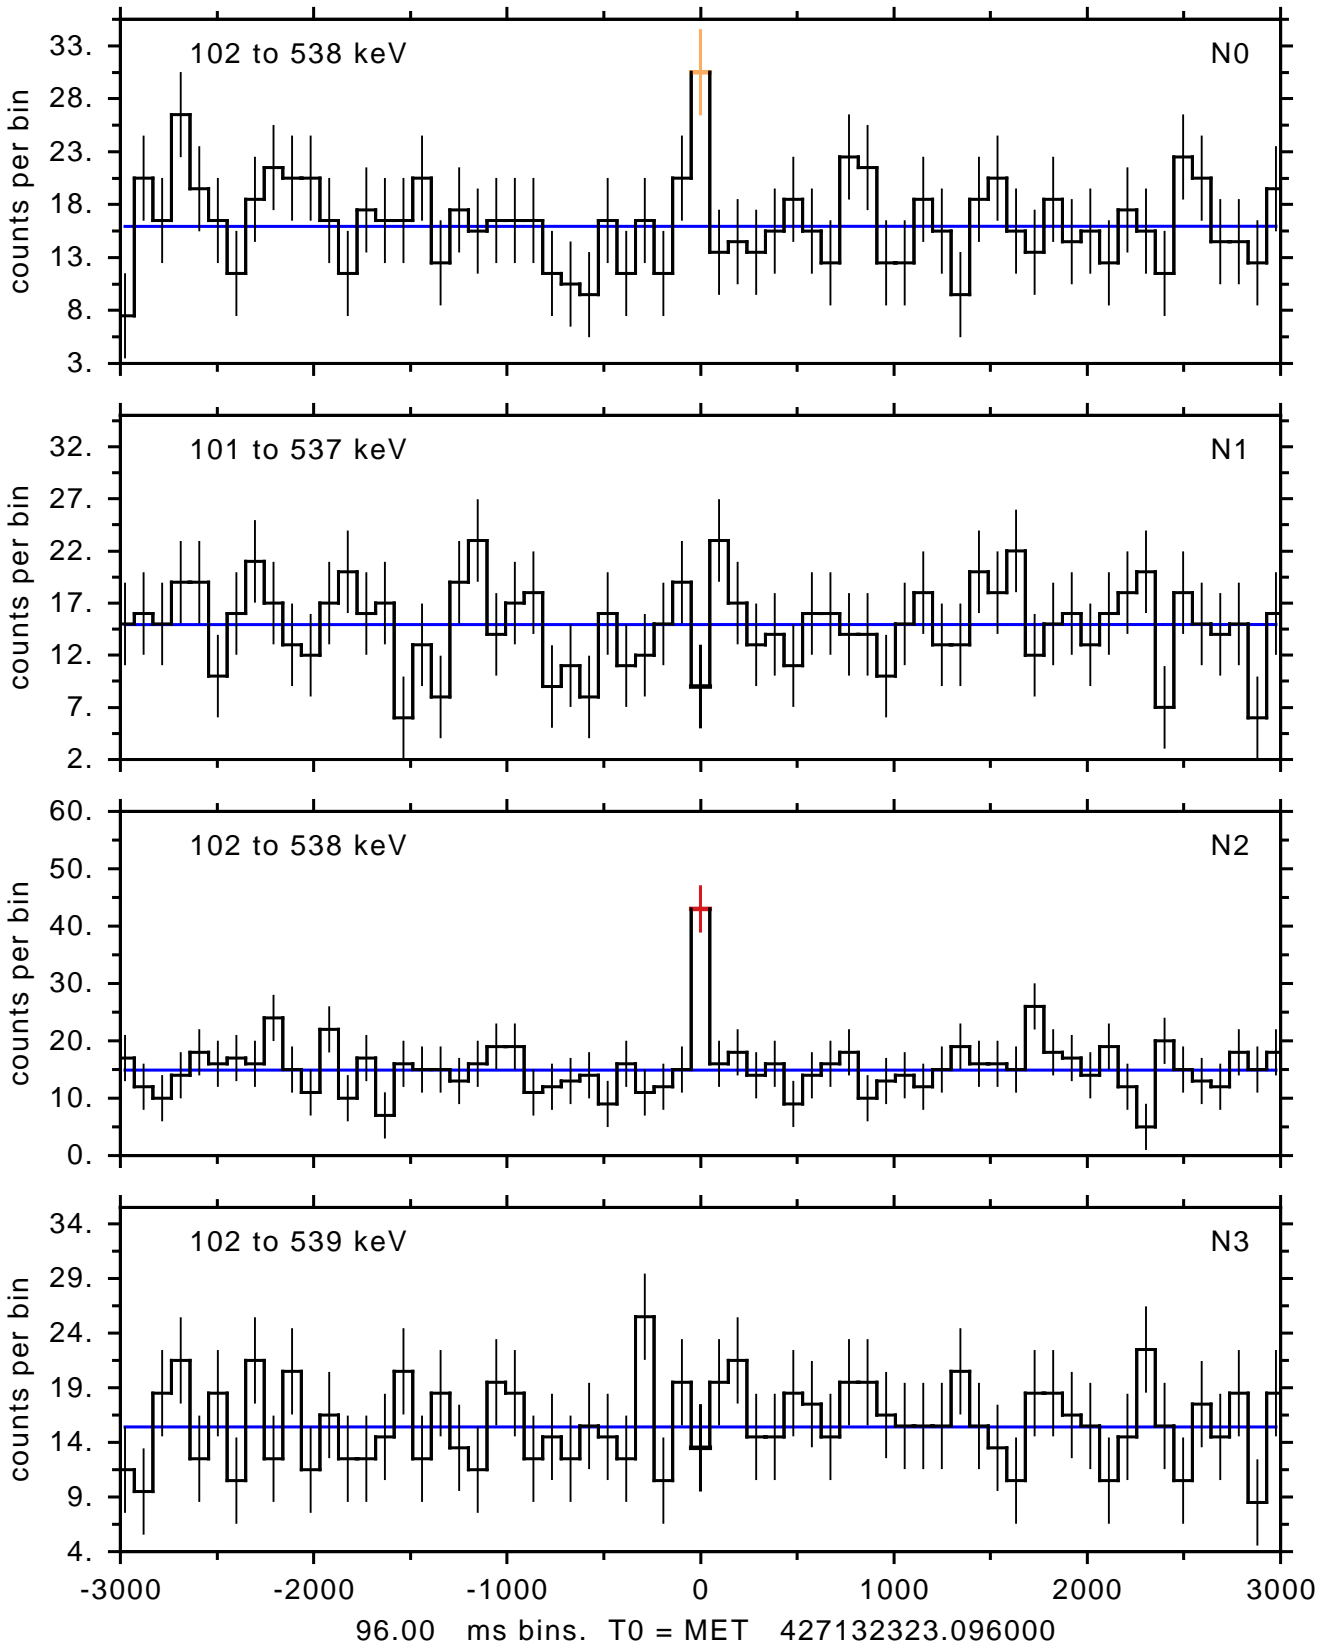 102 to 538 keV N0
counts per bin
33.
28.
23.
18.
13.
8.
3.
101 to 537 keV N1
counts per bin
32.
27.
22.
17.
12.
7.
2.
102 to 538 keV N2
counts per bin
60.
50.
40.
30.
20.
10.
0.
102 to 539 keV N3
counts per bin
34.
29.
24.
19.
14.
9.
4.
-3000 -2000 -1000 0 1000 2000 3000
96.00 ms bins. T0 = MET 427132323.096000